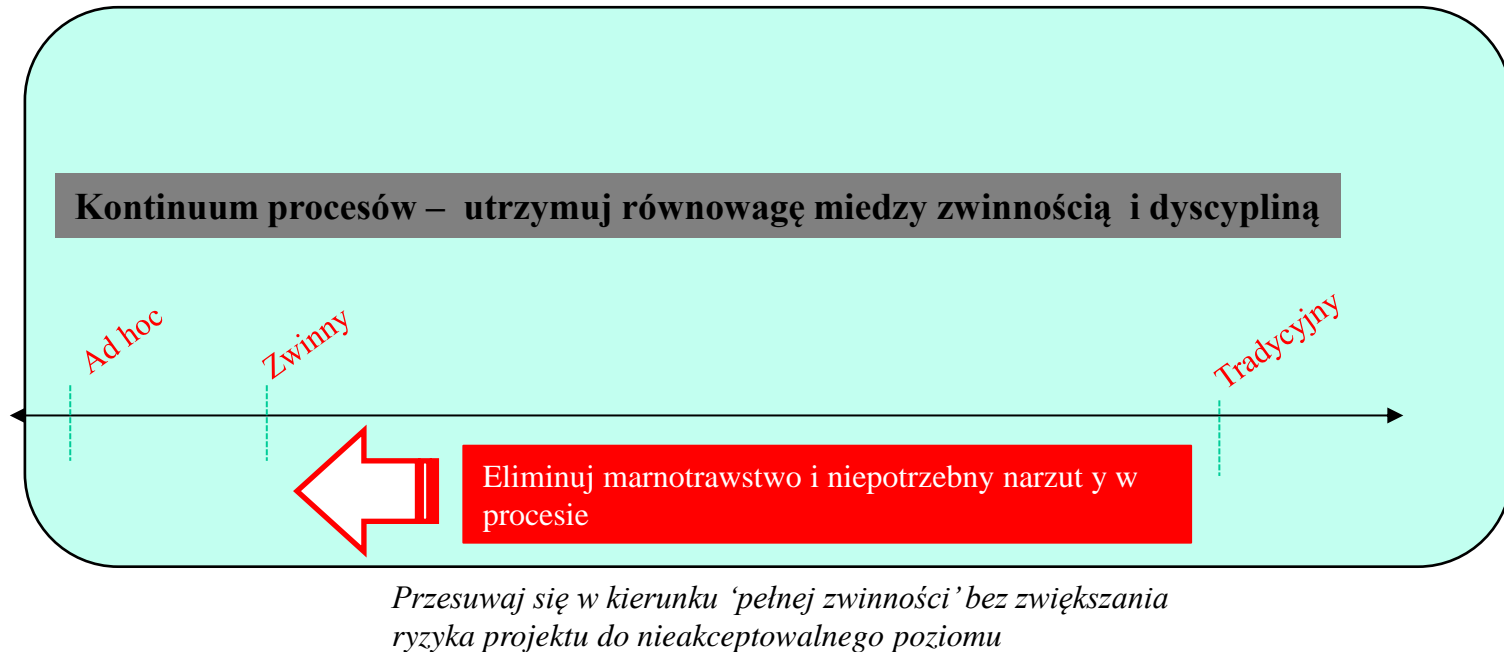 Kontinuum procesów – utrzymuj równowagę miedzy zwinnością i dyscypliną
Ad hoc
Zwinny
Tradycyjny
Eliminuj marnotrawstwo i niepotrzebny narzut y w
procesie
Przesuwaj się w kierunku ‘pełnej zwinności’ bez zwiększania
ryzyka projektu do nieakceptowalnego poziomu